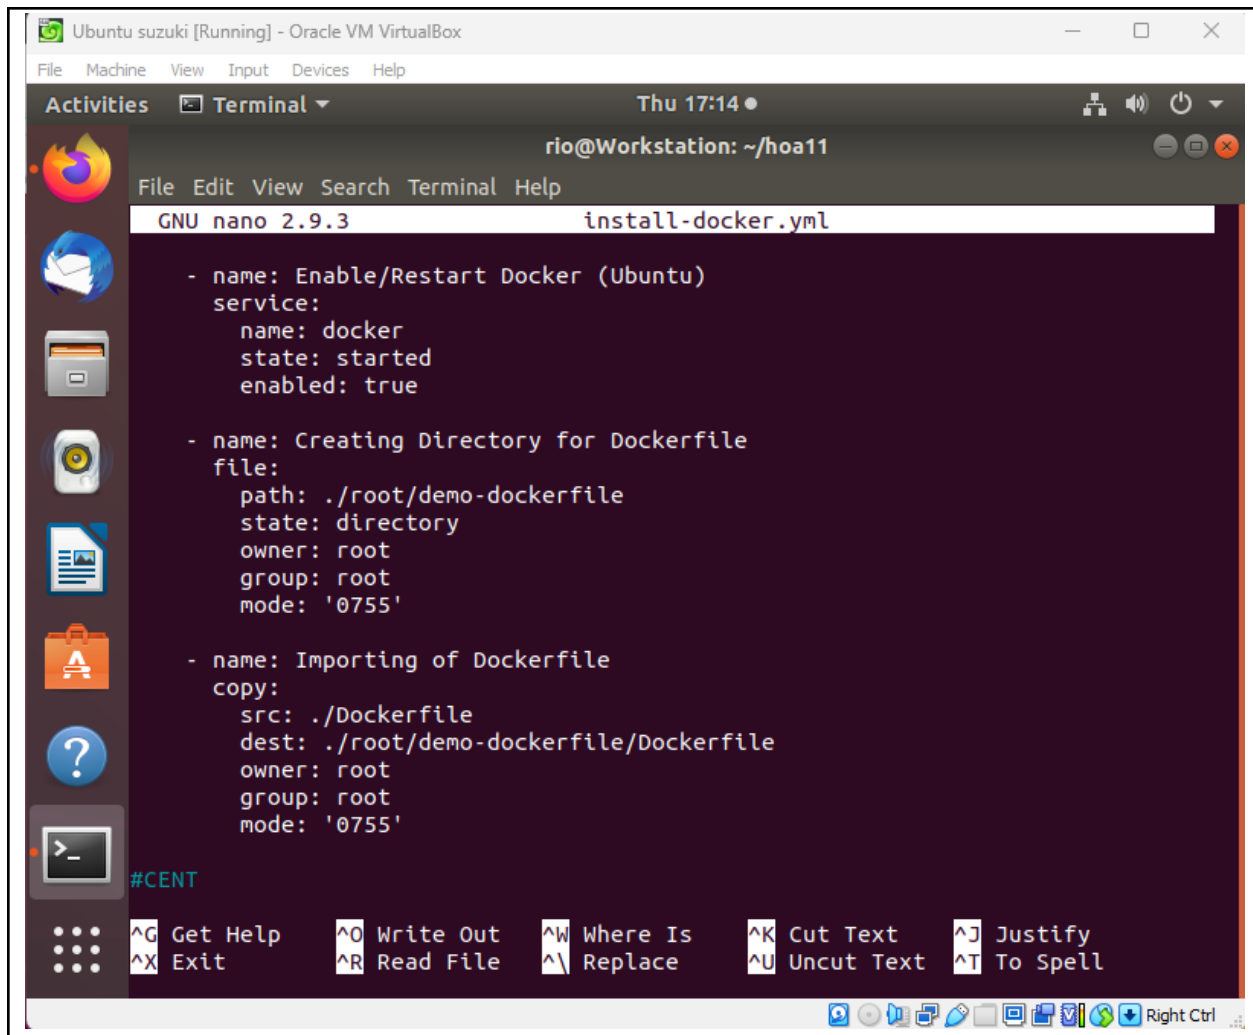 Ubuntu suzuki [Running] - Oracle VM VirtualBox
File Machine View Input Devices Help
Activities Terminal Thu 17:14
rio@Workstation: ~/hoa11
File Edit View Search Terminal Help
GNU nano 2.9.3 install-docker.yml
- name: Enable/Restart Docker (Ubuntu)
service:
name: docker
state: started
enabled: true
- name: Creating Directory for Dockerfile
file:
path: ./root/demo-dockerfile
state: directory
owner: root
group: root
mode: '0755'
- name: Importing of Dockerfile
copy:
src: ./Dockerfile
dest: ./root/demo-dockerfile/Dockerfile
owner: root
group: root
mode: '0755'
#CENT
^G Get Help ^O Write Out ^W Where Is ^K Cut Text ^J Justify
^X Exit ^R Read File ^\ Replace ^U Uncut Text ^T To Spell
Right Ctrl